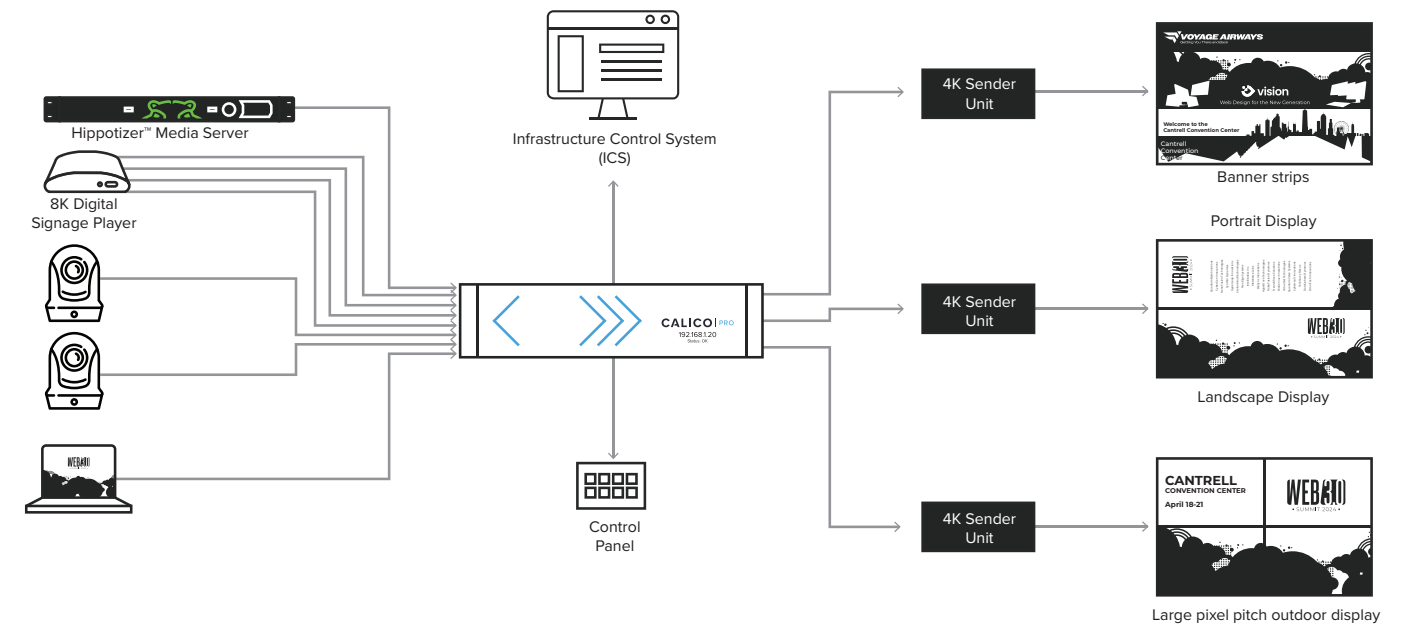 Hippotizer™ Media Server
8K Digital
Signage Player
WEB3.0
Infrastructure Control System
(ICS)
CALICO PRO
192.168.1.20
Status: OK
Control
Panel
4K Sender
Unit
4K Sender
Unit
4K Sender
Unit
VOYAGE AIRWAYS
vision
Web Design for the New Generation
Welcome to the
Cantrell Convention Center
Cantrell
Convention
Center
Banner strips
Portrait Display
WEB3.0
WEB3.0
• SUMMIT 2024 •
Landscape Display
CANTRELL
CONVENTION CENTER
April 18-21
WEB3.0
• SUMMIT 2024 •
Large pixel pitch outdoor display